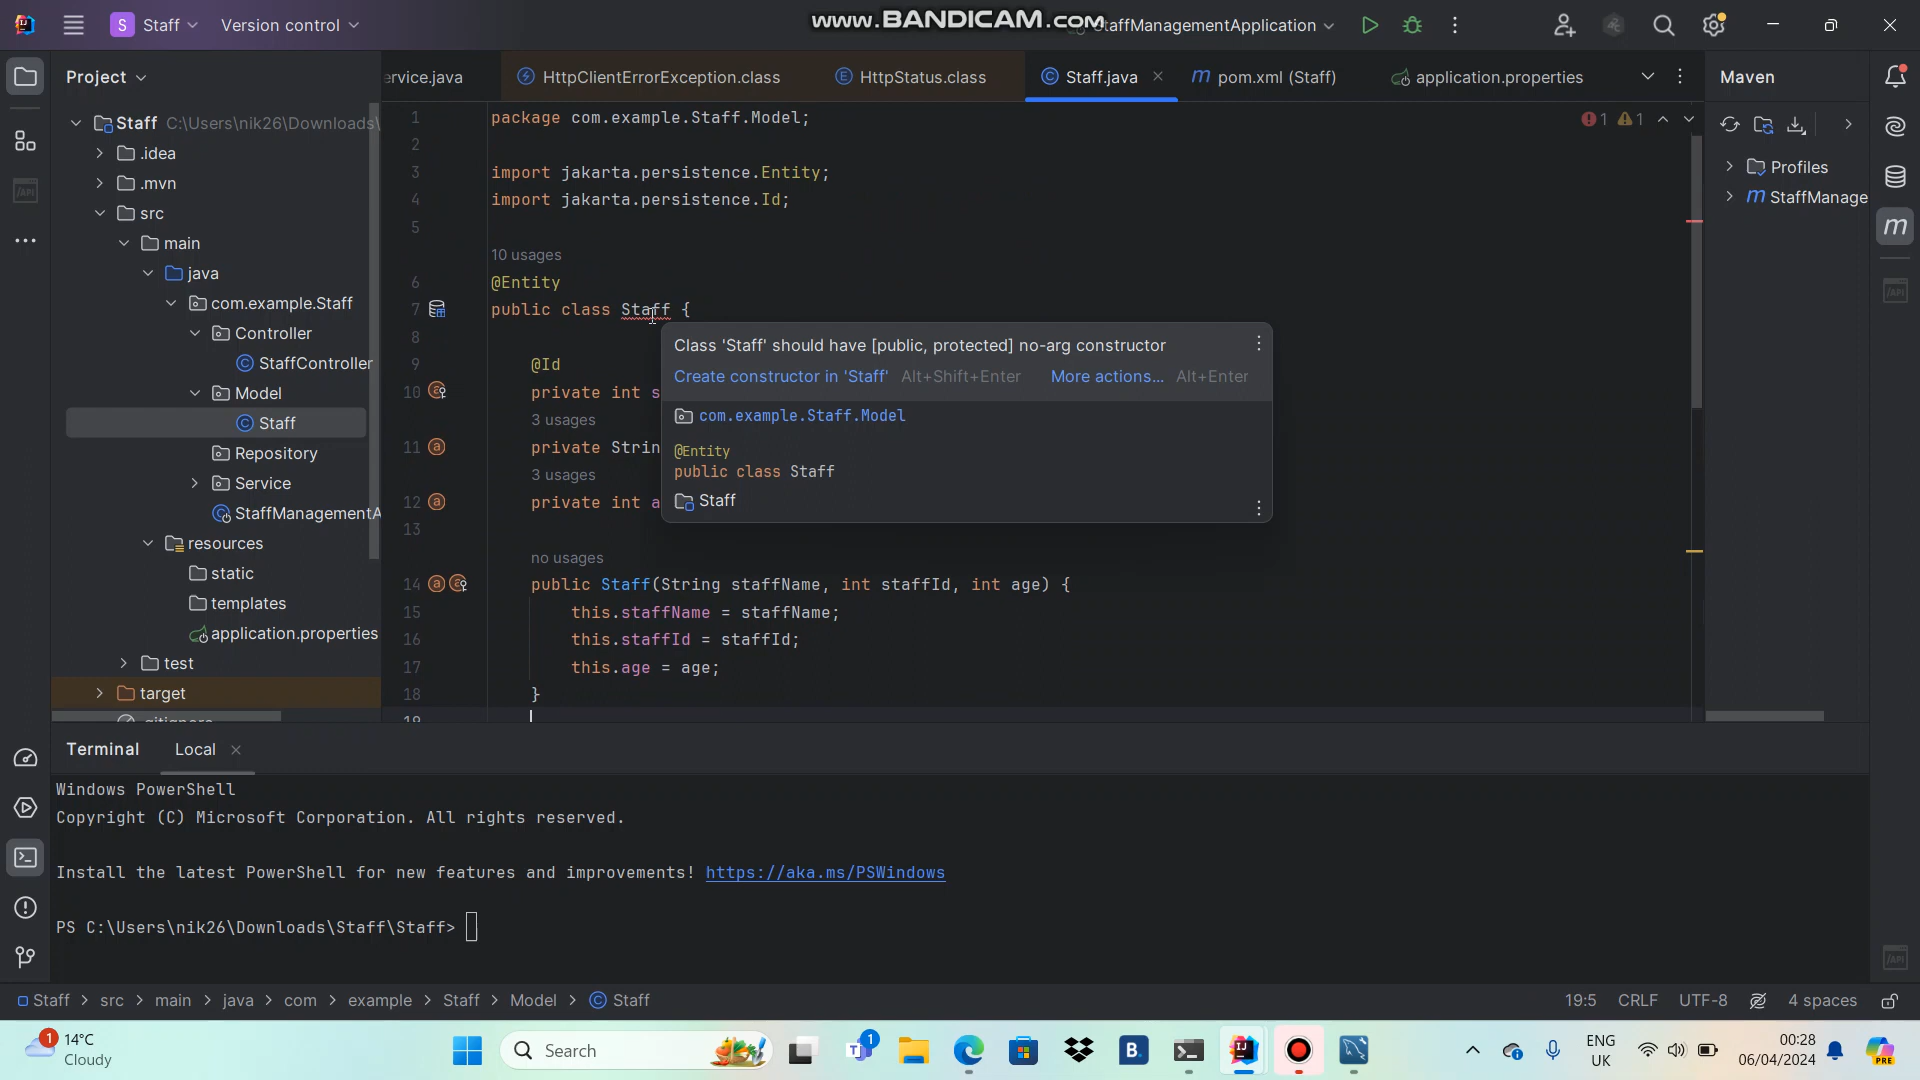 S Staff Version control
www.BANDICAM.com
StaffManagementApplication
Project
ervice.java HttpClientErrorException.class HttpStatus.class Staff.java pom.xml (Staff) application.properties
Maven
Staff C:\Users\nik26\Downloads\
.idea
.mvn
src
main
java
com.example.Staff
Controller
StaffController
Model
Staff
Repository
Service
StaffManagementA
resources
static
templates
application.properties
test
target
.gitignore
1 package com.example.Staff.Model;
2
3 import jakarta.persistence.Entity;
4 import jakarta.persistence.Id;
5
10 usages
6 @Entity
7 public class Staff {
8
9 @Id
10 private int s
3 usages
11 private Strin
3 usages
12 private int a
13
no usages
14 public Staff(String staffName, int staffId, int age) {
15 this.staffName = staffName;
16 this.staffId = staffId;
17 this.age = age;
18 }
19
1 1
Class 'Staff' should have [public, protected] no-arg constructor
Create constructor in 'Staff' Alt+Shift+Enter More actions... Alt+Enter
com.example.Staff.Model
@Entity
public class Staff
Staff
Profiles
m StaffManage
Terminal Local
Windows PowerShell
Copyright (C) Microsoft Corporation. All rights reserved.
Install the latest PowerShell for new features and improvements! https://aka.ms/PSWindows
PS C:\Users\nik26\Downloads\Staff\Staff>
Staff > src > main > java > com > example > Staff > Model > Staff
19:5 CRLF UTF-8 4 spaces
1 14°C
Cloudy
Search
1
B.
ENG
UK
00:28
06/04/2024
PRE